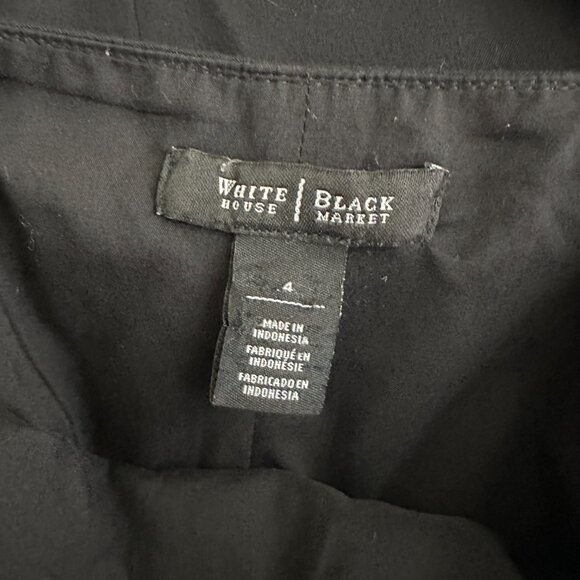 WHITE | BLACK
HOUSE | MARKET
4
MADE IN
INDONESIA
FABRIQUÉ EN
INDONÉSIE
FABRICADO EN
INDONESIA